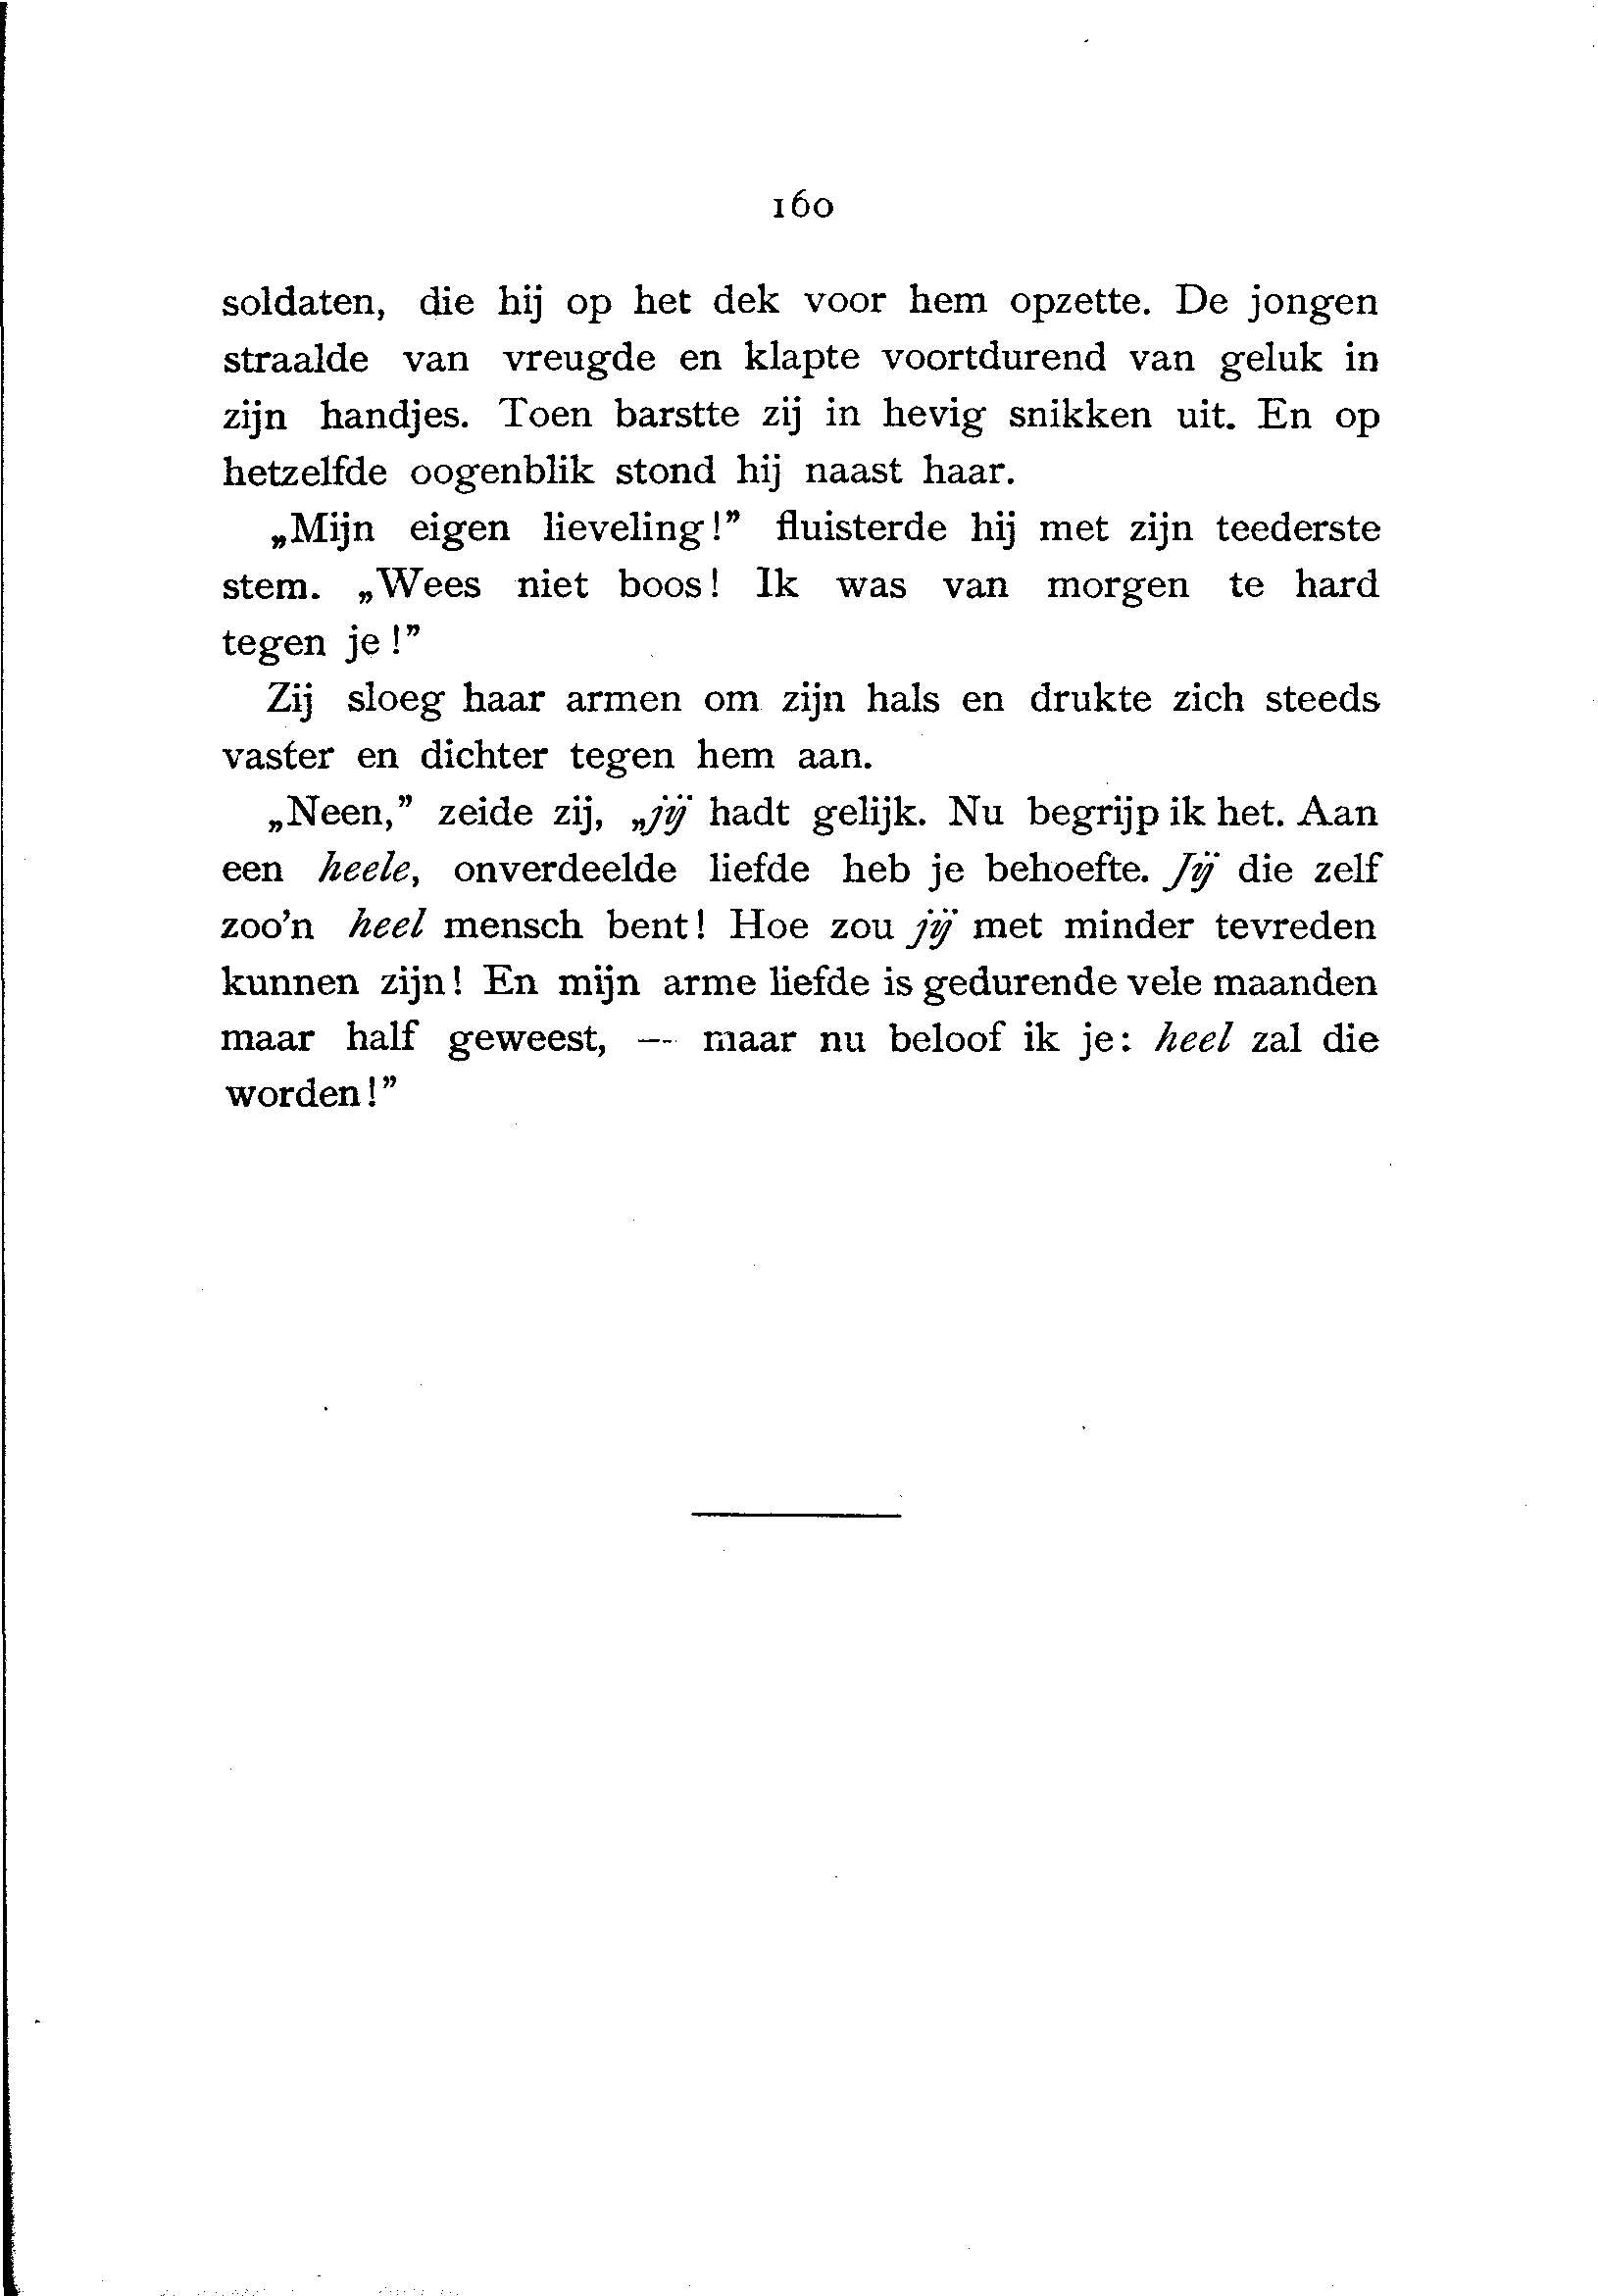 160
soldaten, die hij op het dek voor hem opzette. De jongen
straalde van vreugde en klapte voortdurend van geluk in
zijn handjes. Toen barstte zij in hevig snikken uit. En op
hetzelfde oogenblik stond hij naast haar.
„Mijn eigen lieveling!” fluisterde hij met zijn teederste
stem. „Wees niet boos! Ik was van morgen te hard
tegen je!”
Zij sloeg haar armen om zijn hals en drukte zich steeds
vaster en dichter tegen hem aan.
„Neen,” zeide zij, „jij hadt gelijk. Nu begrijp ik het. Aan
een heele, onverdeelde liefde heb je behoefte. Jij die zelf
zoo’n heel mensch bent! Hoe zou jij met minder tevreden
kunnen zijn! En mijn arme liefde is gedurende vele maanden
maar half geweest, — maar nu beloof ik je: heel zal die
worden!”